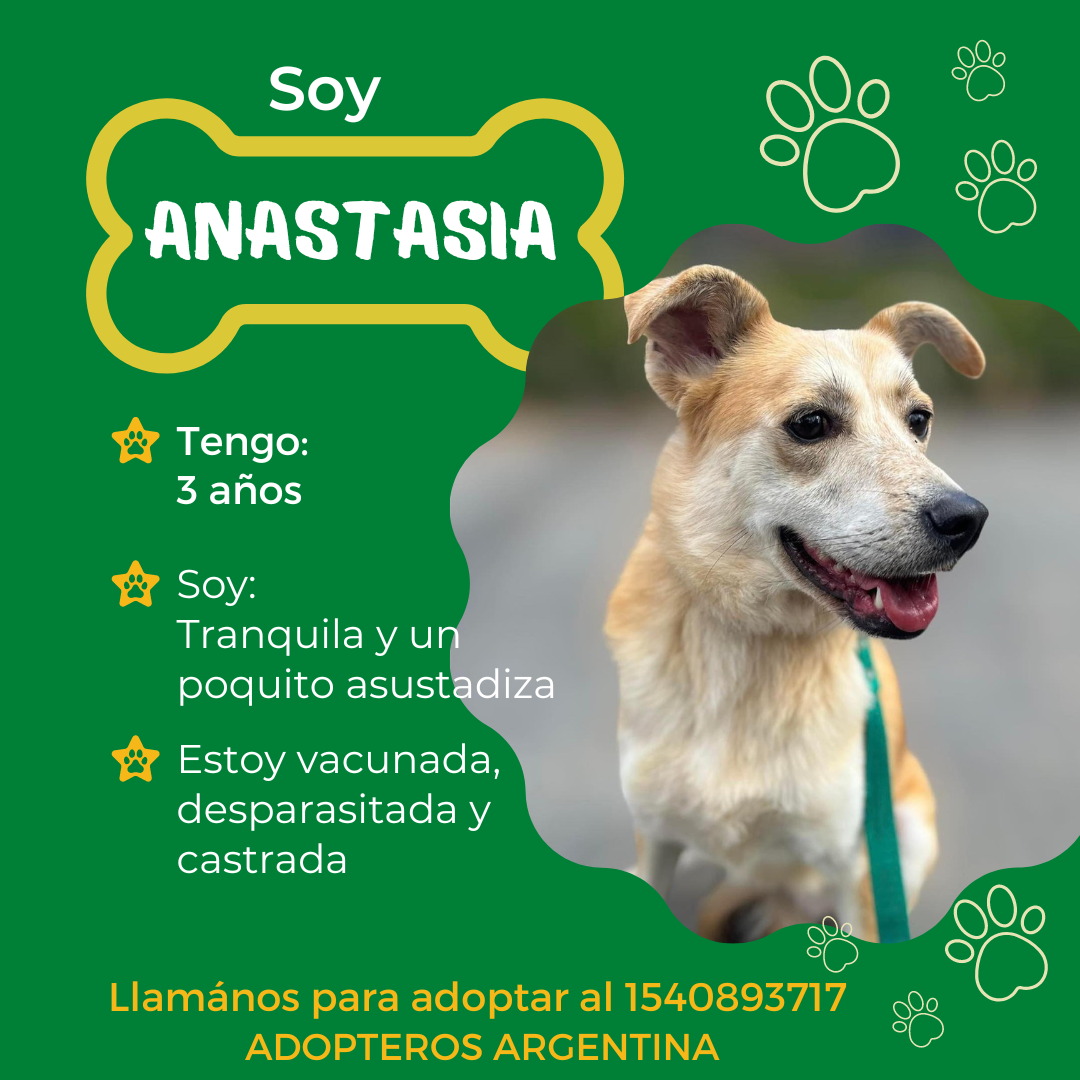 Soy
ANASTASIA
Tengo:
3 años
Soy:
Tranquila y un
poquito asustadiza
Estoy vacunada,
desparasitada y
castrada
Llamános para adoptar al 1540893717
ADOPTEROS ARGENTINA